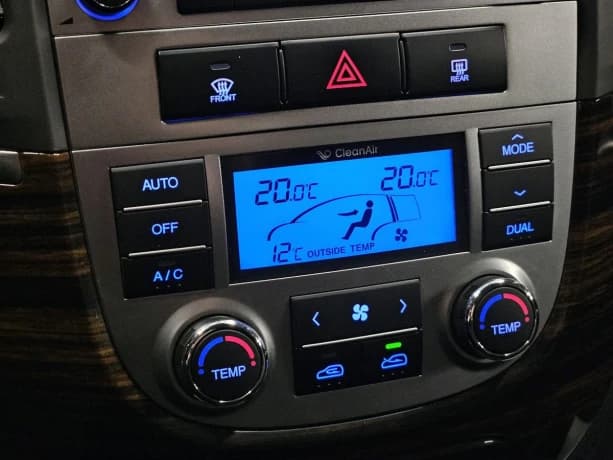 FRONT
REAR
CleanAir
AUTO
OFF
A/C
20.0°C
20.0°C
12°C OUTSIDE TEMP
MODE
DUAL
TEMP
TEMP